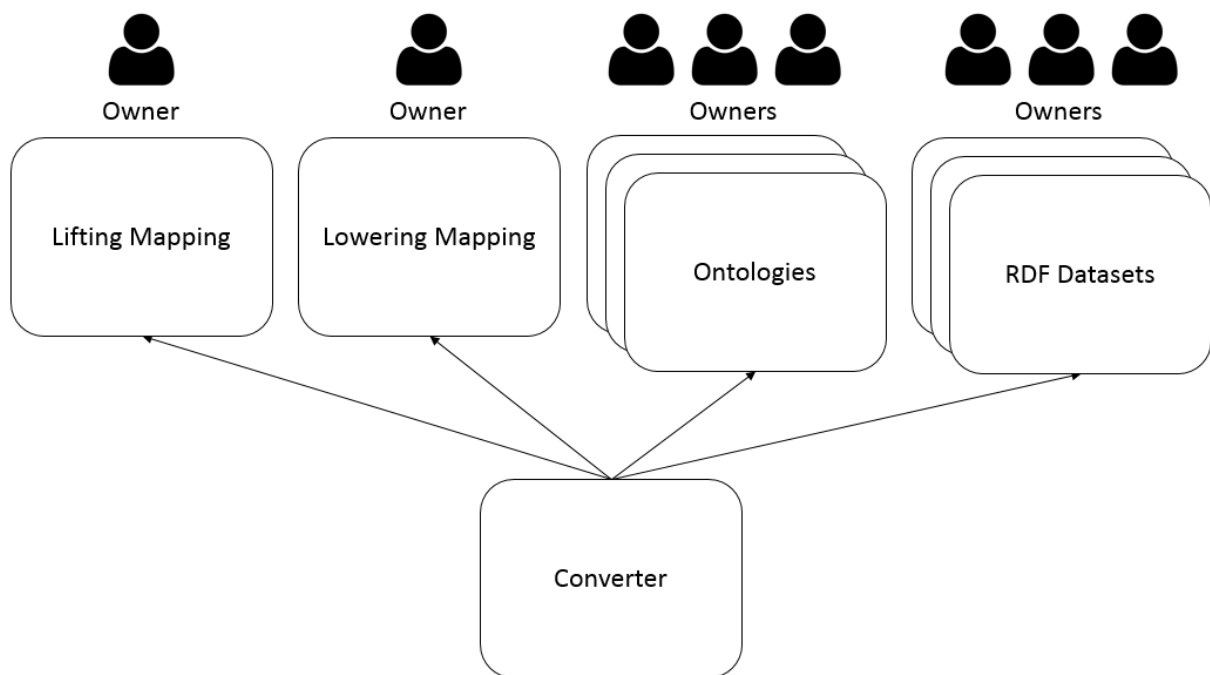 Owner
Owner
Owners
Owners
Lifting Mapping
Lowering Mapping
Ontologies
RDF Datasets
Converter